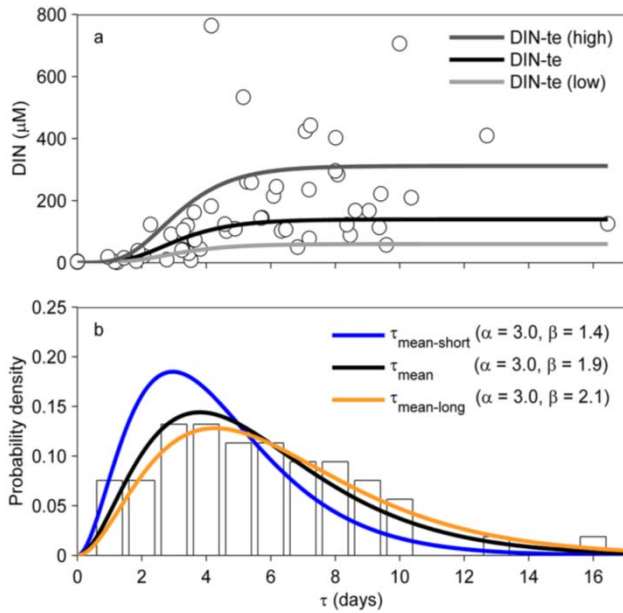 800
a
DIN-te (high)
600
DIN-te
DIN-te (low)
400
200
0
DIN (μM)
0.25
b
τmean-short (α = 3.0, β = 1.4)
0.20
τmean (α = 3.0, β = 1.9)
0.15
τmean-long (α = 3.0, β = 2.1)
0.10
0.05
0
Probability density
0 2 4 6 8 10 12 14 16
τ (days)